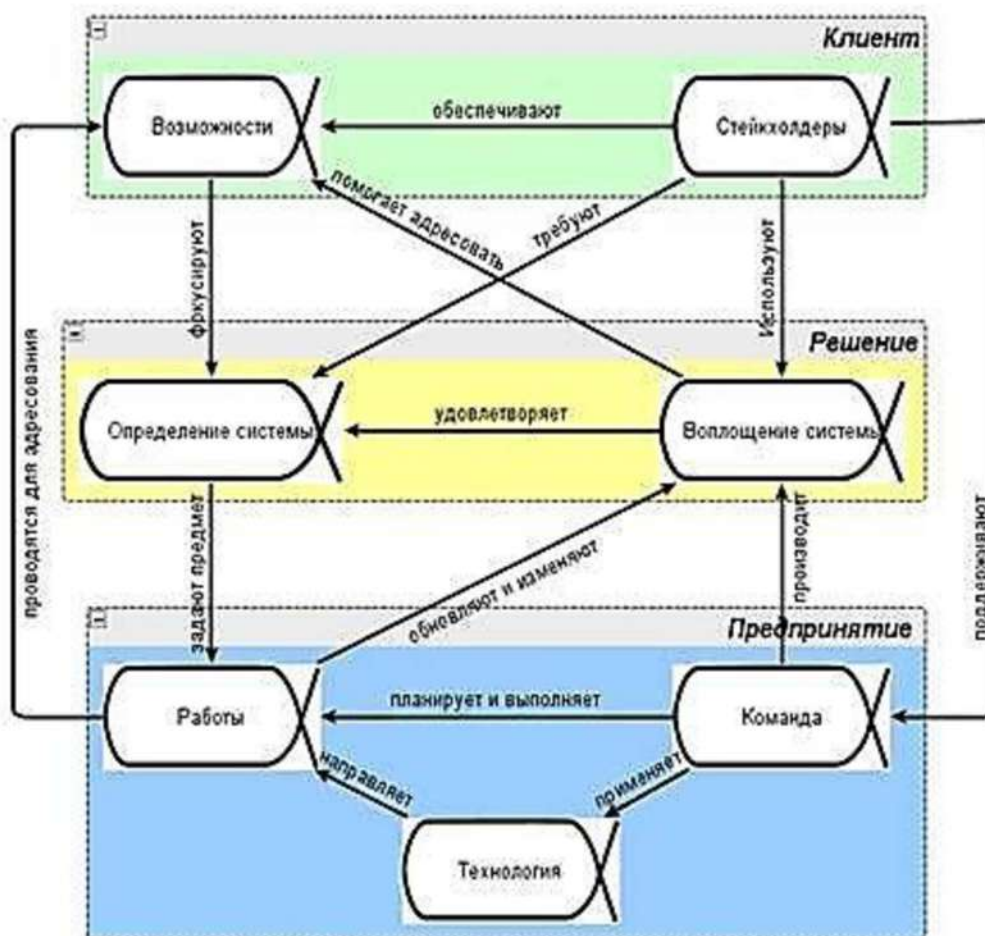 Клиент
Возможности
обеспечивают
Стейкхолдеры
помогает адресовать
требуют
фокусируют
Используют
Решение
Определение системы
удовлетворяет
Воплощение системы
проводятся для адресования
поддерживают
задают предмет
обновляют и изменяют
производит
Предприятие
Работы
планирует и выполняет
Команда
направляет
применяет
Технология